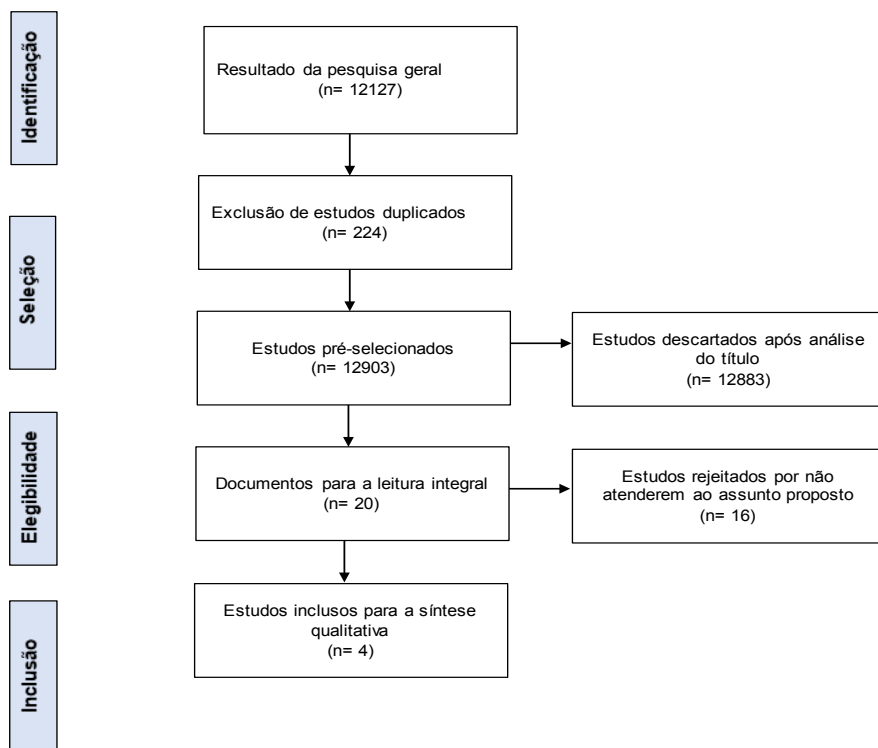 Identificação
Resultado da pesquisa geral
(n= 12127)
Exclusão de estudos duplicados
(n= 224)
Seleção
Estudos pré-selecionados
(n= 12903)
Estudos descartados após análise
do título
(n= 12883)
Elegibilidade
Documentos para a leitura integral
(n= 20)
Estudos rejeitados por não
atenderem ao assunto proposto
(n= 16)
Inclusão
Estudos inclusos para a síntese
qualitativa
(n= 4)